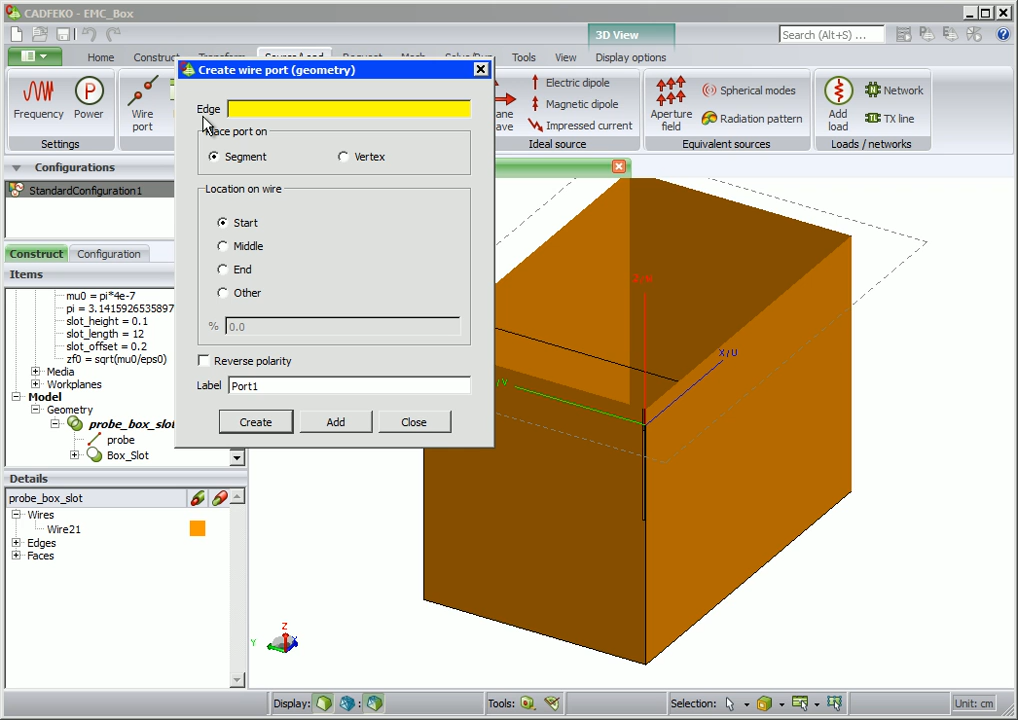 CADFEKO - EMC_Box
3D View
Search (Alt+S) ...
Home
Construct
Transform
Source/Load
Request
Mesh
Solve/Run
Tools
View
Display options
Frequency
Power
Settings
Wire
port
Electric dipole
Magnetic dipole
Impressed current
Ideal source
Aperture
field
Spherical modes
Radiation pattern
Equivalent sources
Add
load
Network
TX line
Loads / networks
Create wire port (geometry)
Edge
Segment
Vertex
Location on wire
Start
Middle
End
Other
%
0.0
Reverse polarity
Label
Port1
Create
Add
Close
Configurations
StandardConfiguration1
Construct
Configuration
Items
mu0 = pi*4e-7
pi = 3.1415926535897
slot_height = 0.1
slot_length = 12
slot_offset = 0.2
zf0 = sqrt(mu0/eps0)
Media
Workplanes
Model
Geometry
probe_box_slo
probe
Box_Slot
Details
probe_box_slot
Wires
Wire21
Edges
Faces
Z/N
X/U
/V
Z
Y
X
Display:
Tools:
Selection:
Unit: cm